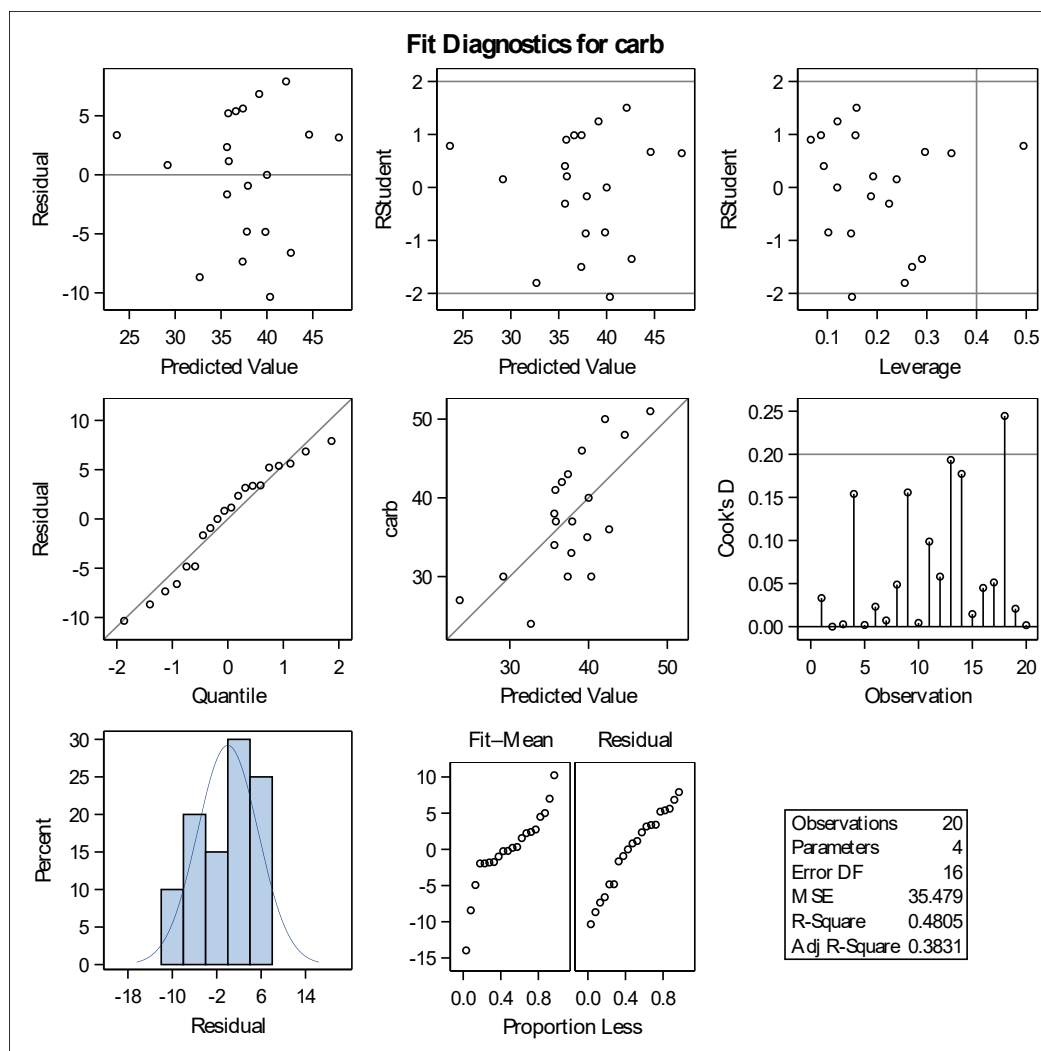 Fit Diagnostics for carb
Residual
5
0
-5
-10
25 30 35 40 45
Predicted Value
RStudent
2
1
0
-1
-2
25 30 35 40 45
Predicted Value
RStudent
2
1
0
-1
-2
0.1 0.2 0.3 0.4 0.5
Leverage
Residual
10
5
0
-5
-10
-2 -1 0 1 2
Quantile
carb
50
40
30
30 40 50
Predicted Value
Cook's D
0.25
0.20
0.15
0.10
0.05
0.00
0 5 10 15 20
Observation
Percent
30
25
20
15
10
5
0
-18 -10 -2 6 14
Residual
Fit–Mean Residual
10
5
0
-5
-10
-15
0.0 0.4 0.8 0.0 0.4 0.8
Proportion Less
Observations 20
Parameters 4
Error DF 16
MSE 35.479
R-Square 0.4805
Adj R-Square 0.3831